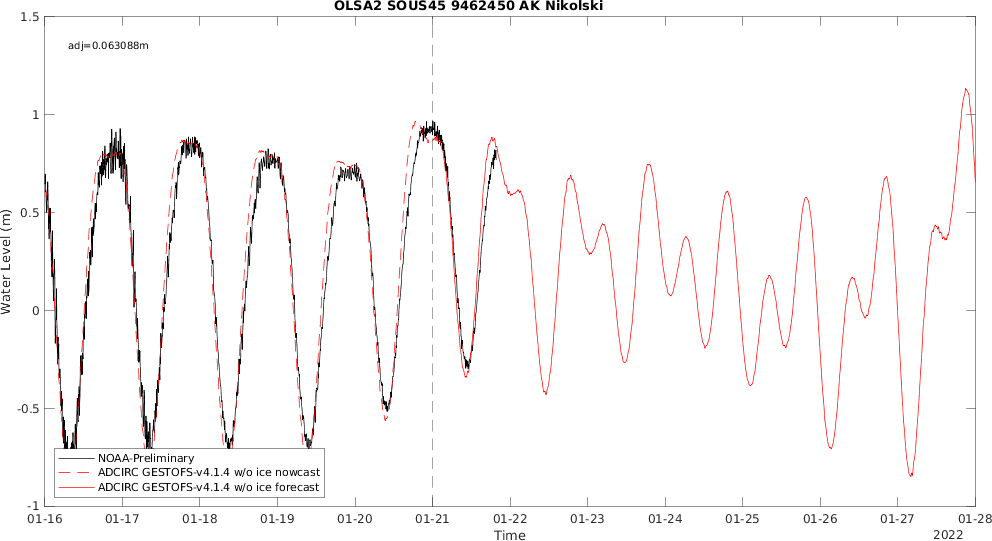 OLSA2 SOUS45 9462450 AK Nikolski
adj=0.063088m
Water Level (m)
1.5
1
0.5
0
-0.5
-1
NOAA-Preliminary
ADCIRC GESTOFS-v4.1.4 w/o ice nowcast
ADCIRC GESTOFS-v4.1.4 w/o ice forecast
01-16 01-17 01-18 01-19 01-20 01-21 01-22 01-23 01-24 01-25 01-26 01-27 01-28
Time
2022